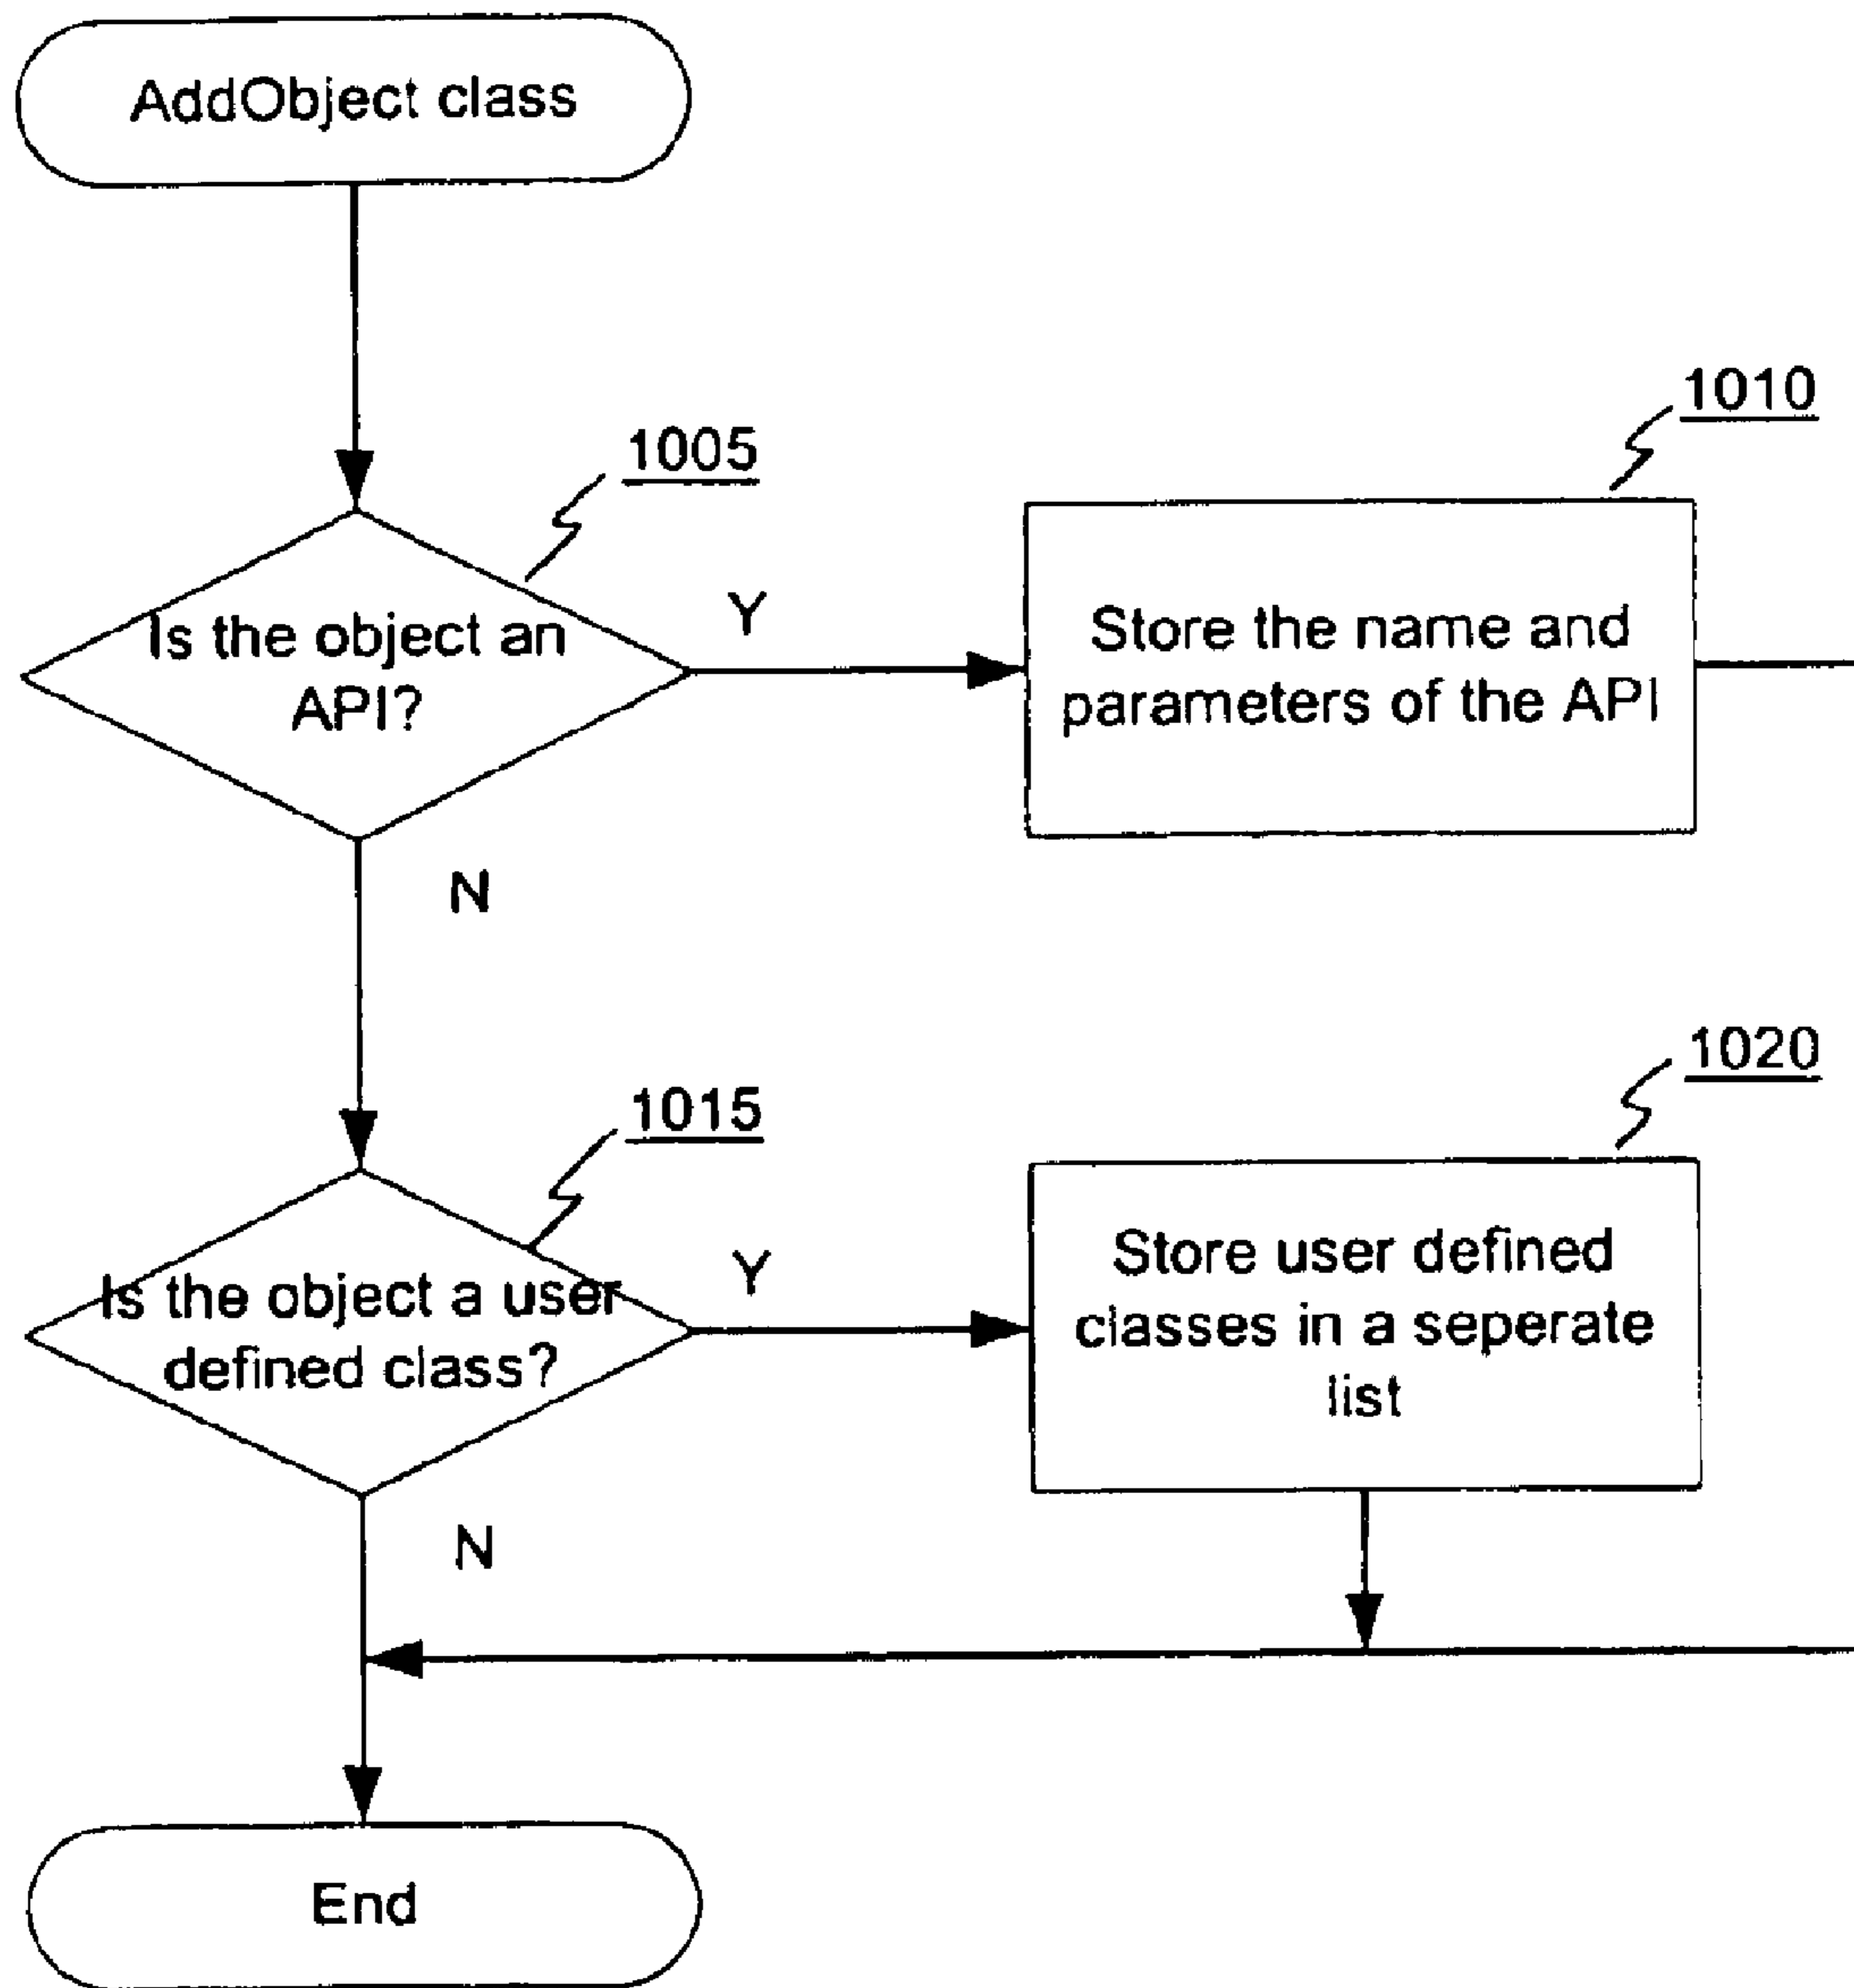 AddObject class
1005
Is the object an
API?
Y
1010
Store the name and
parameters of the API
N
1015
Is the object a user
defined class?
Y
1020
Store user defined
classes in a seperate
list
N
End